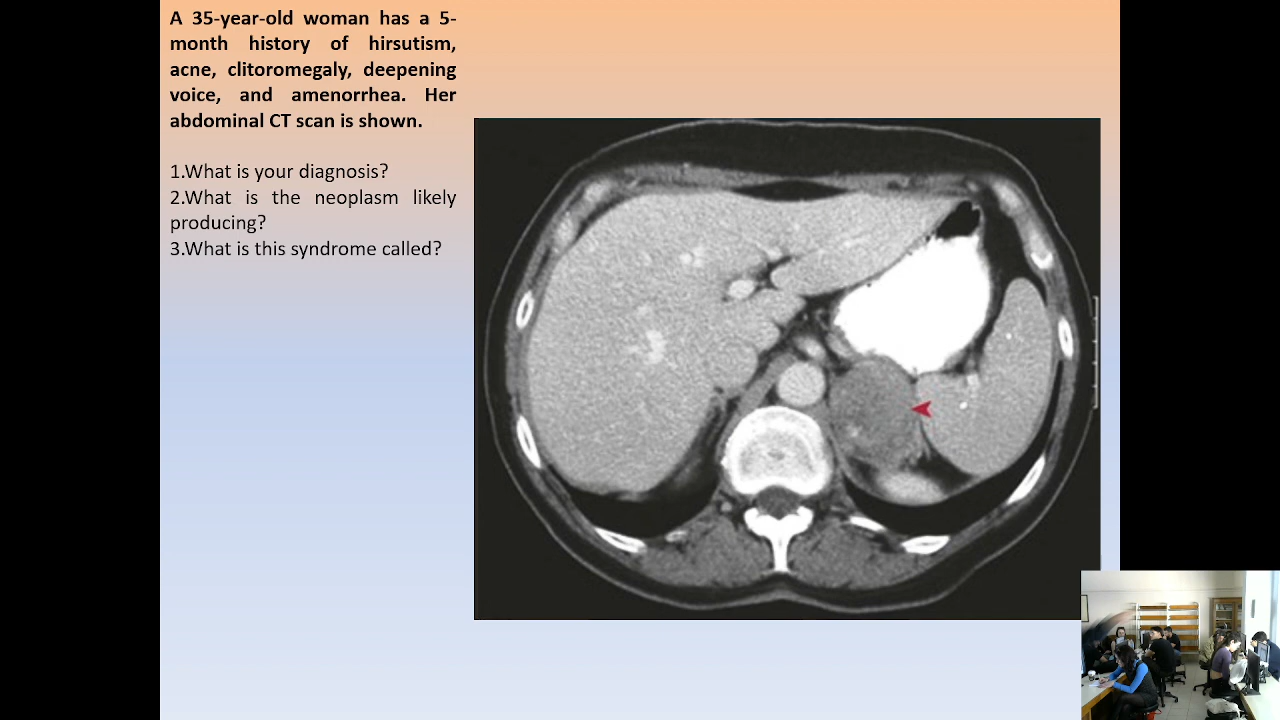 A 35-year-old woman has a 5-
month history of hirsutism,
acne, clitoromegaly, deepening
voice, and amenorrhea. Her
abdominal CT scan is shown.
1.What is your diagnosis?
2.What is the neoplasm likely
producing?
3.What is this syndrome called?